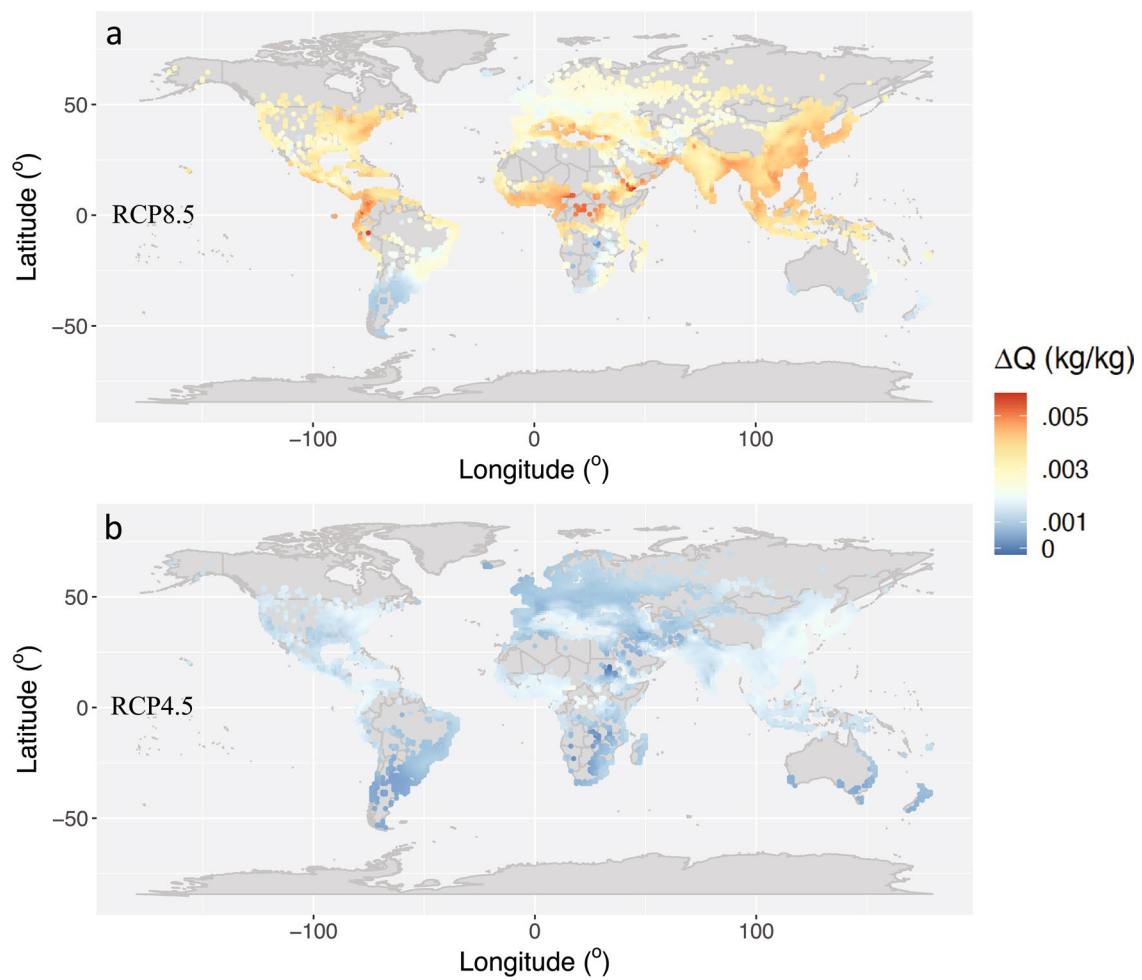 a
50
0
−50
RCP8.5
Latitude (o)
−100
0
100
Longitude (o)
ΔQ (kg/kg)
.005
.003
.001
0
b
50
0
−50
RCP4.5
Latitude (o)
−100
0
100
Longitude (o)